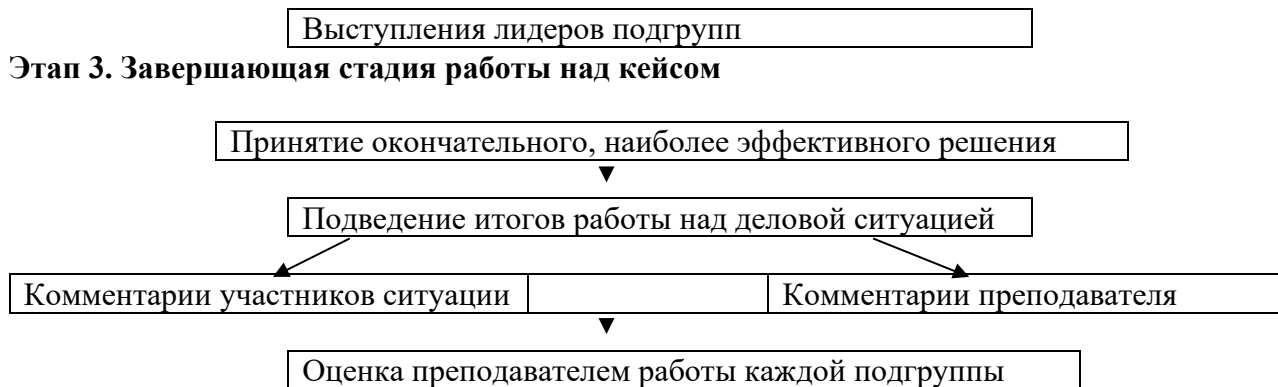 Выступления лидеров подгрупп
Этап 3. Завершающая стадия работы над кейсом
Принятие окончательного, наиболее эффективного решения
Подведение итогов работы над деловой ситуацией
Комментарии участников ситуации
Комментарии преподавателя
Оценка преподавателем работы каждой подгруппы